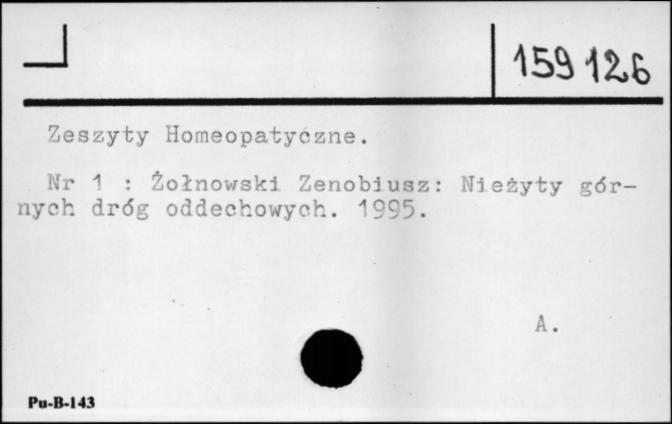 159126
Zeszyty Homeopatyczne.
Nr 1 : Żołnowski Zenobiusz: Nieżyty gór-
nych dróg oddechowych. 1995.
A.
Pu-B-143